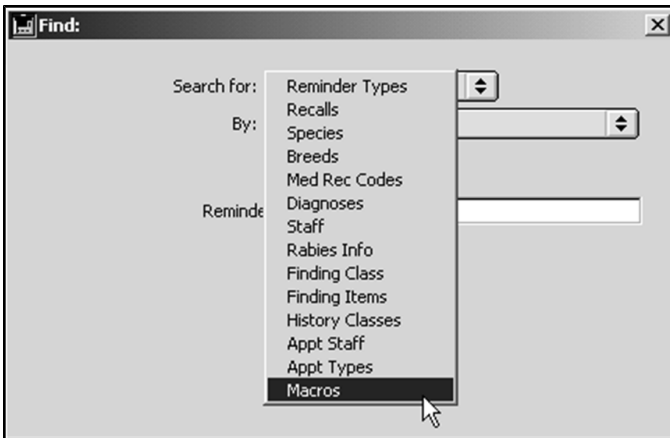 Find:
Search for:
Reminder Types
Recalls
By:
Species
Breeds
Med Rec Codes
Diagnoses
Reminde
Staff
Rabies Info
Finding Class
Finding Items
History Classes
Appt Staff
Appt Types
Macros